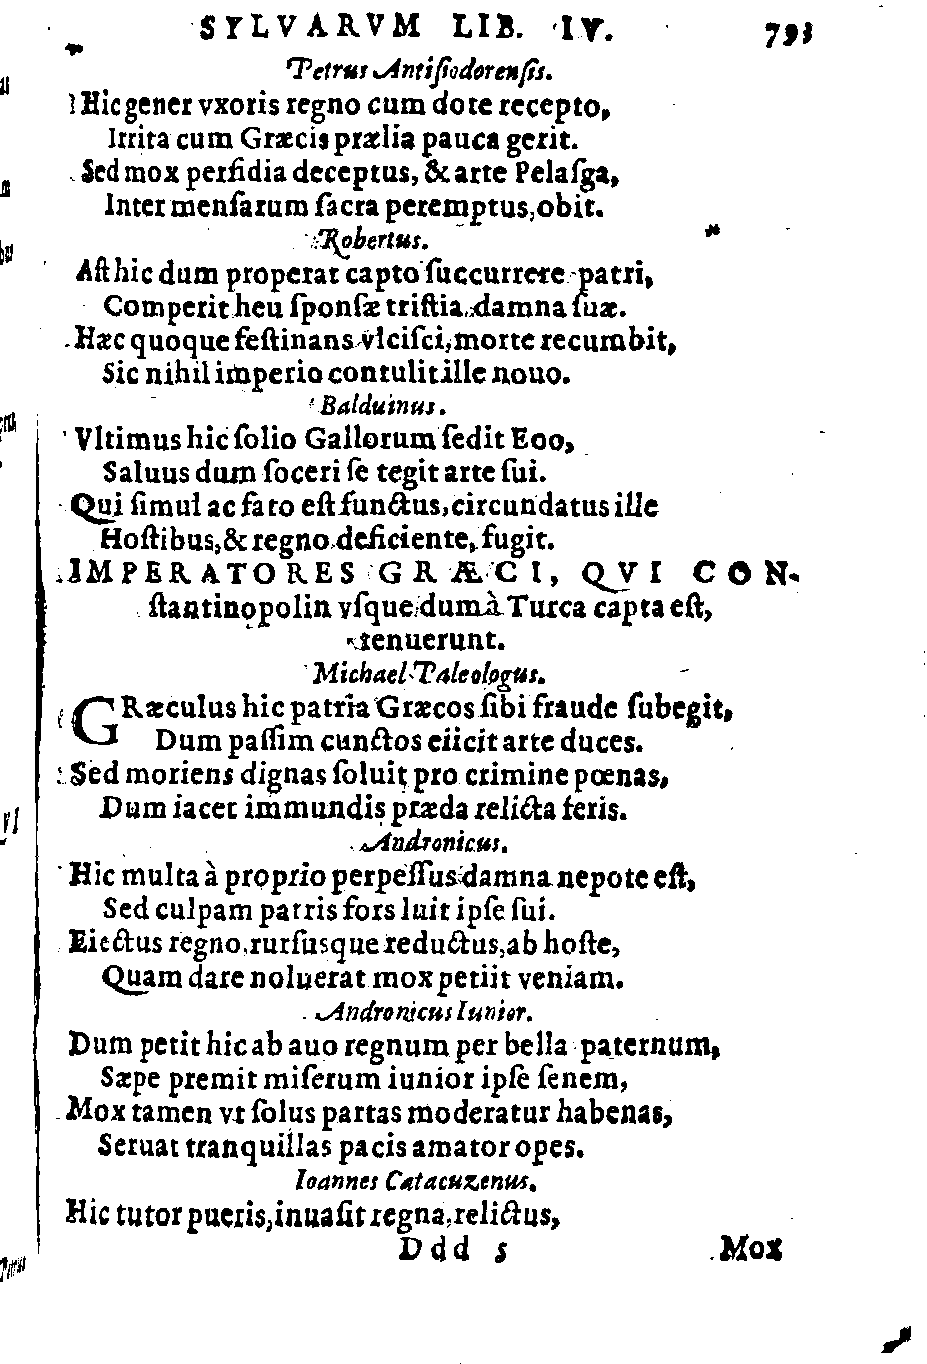 SYLVARVM LIB. IV. 793
Petrus Antiſiodorenſis.
Hic gener vxoris regno cum dote recepto,
Irrita cum Græcis prælia pauca gerit.
Sed mox perfidia deceptus, & arte Pelaſga,
Inter menſarum ſacra peremptus, obit.
Robertus.
Aſt hic dum properat capto ſuccurrere patri,
Comperit heu ſponſæ triſtia damna ſuæ.
Hæc quoque feſtinans vlciſci, morte recumbit,
Sic nihil imperio contulit ille nouo.
Balduinus.
Vltimus hic ſolio Gallorum ſedit Eoo,
Saluus dum ſoceri ſe tegit arte ſui.
Qui ſimul ac fato eſt functus, circundatus ille
Hoſtibus, & regno deficiente, fugit.
IMPERATORES GRÆCI, QVI CON-
ſtantinopolin vſque dum à Turca capta eſt,
tenuerunt.
Michael Paleologus.
GRæculus hic patria Græcos ſibi fraude ſubegit,
Dum paſſim cunctos eiicit arte duces.
Sed moriens dignas ſoluit pro crimine pœnas,
Dum iacet immundis præda relicta feris.
Andronicus.
Hic multa à proprio perpeſſus damna nepote eſt,
Sed culpam patris fors luit ipſe ſui.
Eiectus regno, rurſusque reductus, ab hoſte,
Quam dare noluerat mox petiit veniam.
Andronicus Iunior.
Dum petit hic ab auo regnum per bella paternum,
Sæpe premit miſerum iunior ipſe ſenem,
Mox tamen vt ſolus partas moderatur habenas,
Seruat tranquillas pacis amator opes.
Ioannes Catacuzenus.
Hic tutor pueris, inuaſit regna, relictus,
Ddd 5 Mox